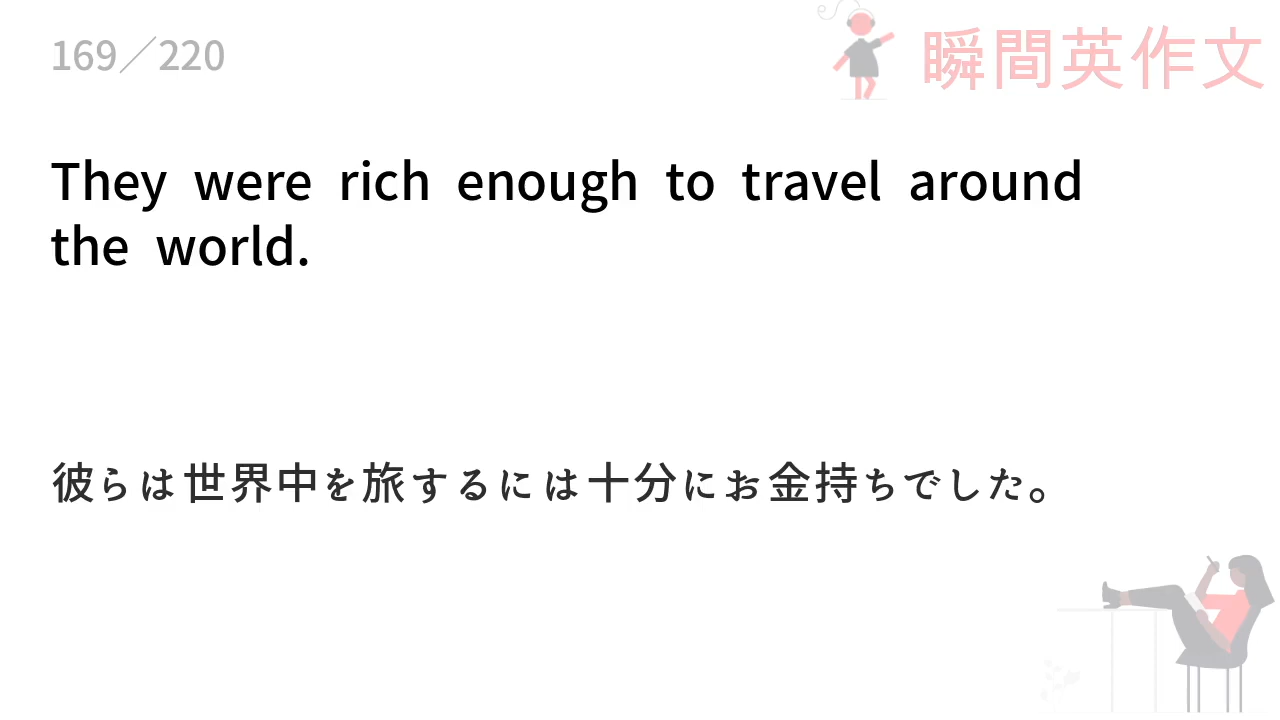 169／220
瞬間英作文
They were rich enough to travel around
the world.
彼らは世界中を旅するには十分にお金持ちでした。